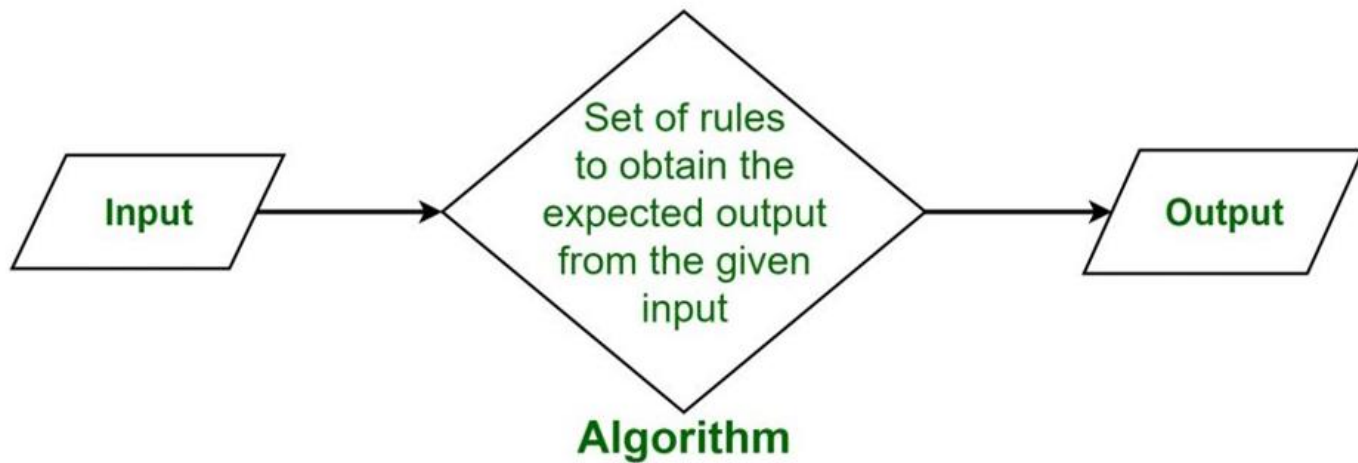 Input
Set of rules
to obtain the
expected output
from the given
input
Output
Algorithm